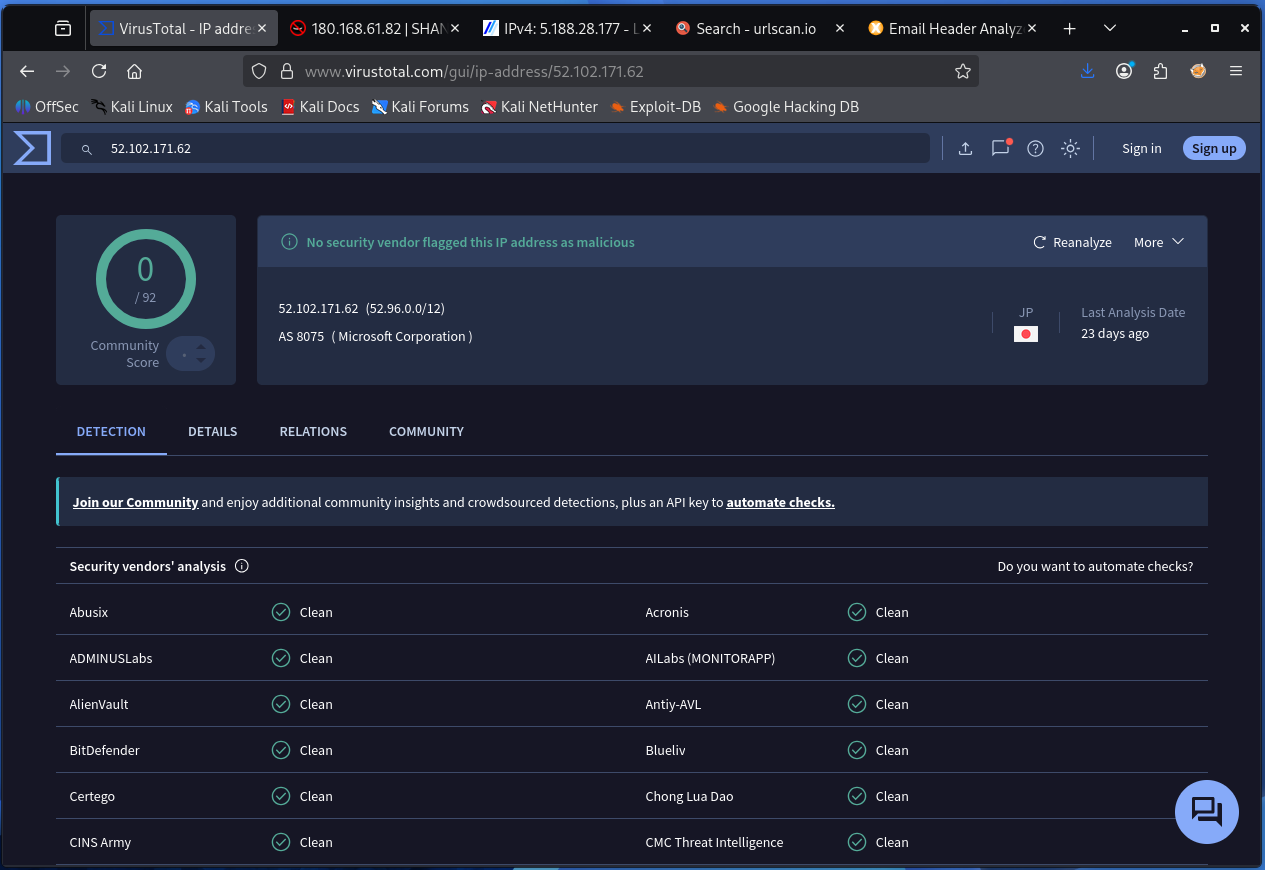 VirusTotal - IP addre
180.168.61.82 | SHAN
IPv4: 5.188.28.177 - L
Search - urlscan.io
Email Header Analyz
www.virustotal.com/gui/ip-address/52.102.171.62
OffSec Kali Linux Kali Tools Kali Docs Kali Forums Kali NetHunter Exploit-DB Google Hacking DB
52.102.171.62
Sign in
Sign up
0
/ 92
Community
Score
No security vendor flagged this IP address as malicious
Reanalyze
More
52.102.171.62 (52.96.0.0/12)
AS 8075 ( Microsoft Corporation )
JP
Last Analysis Date
23 days ago
DETECTION DETAILS RELATIONS COMMUNITY
Join our Community and enjoy additional community insights and crowdsourced detections, plus an API key to automate checks.
Security vendors' analysis
Do you want to automate checks?
Abusix Clean Acronis Clean
ADMINUSLabs Clean AILabs (MONITORAPP) Clean
AlienVault Clean Antiy-AVL Clean
BitDefender Clean Blueliv Clean
Certego Clean Chong Lua Dao Clean
CINS Army Clean CMC Threat Intelligence Clean